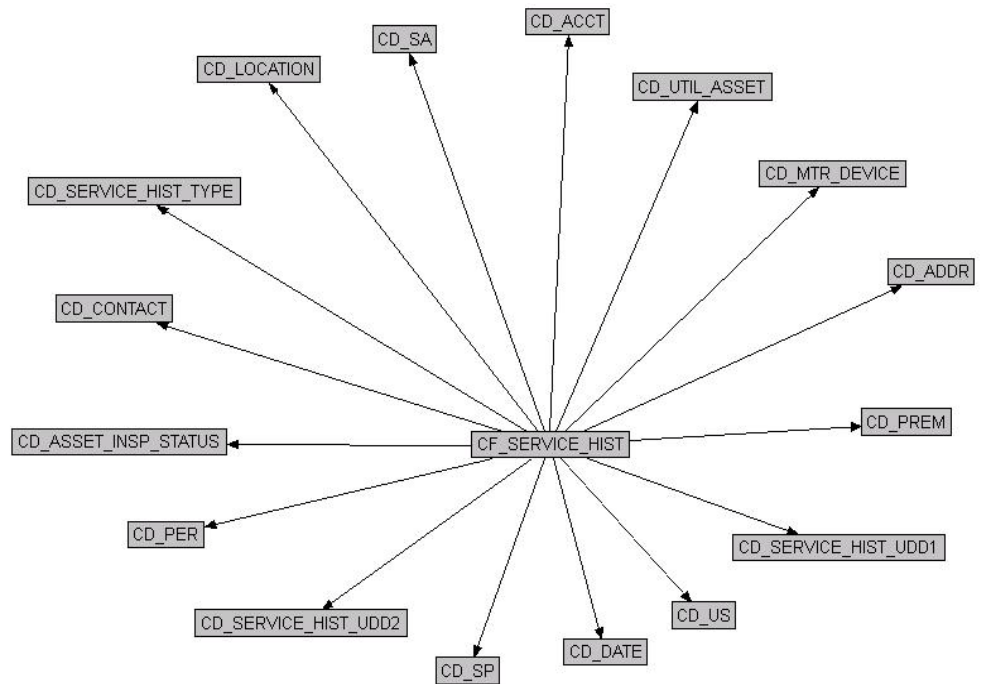 CD_ACCT
CD_SA
CD_LOCATION
CD_UTIL_ASSET
CD_MTR_DEVICE
CD_SERVICE_HIST_TYPE
CD_ADDR
CD_CONTACT
CD_PREM
CD_ASSET_INSP_STATUS
CF_SERVICE_HIST
CD_PER
CD_SERVICE_HIST_UDD1
CD_US
CD_SERVICE_HIST_UDD2
CD_DATE
CD_SP